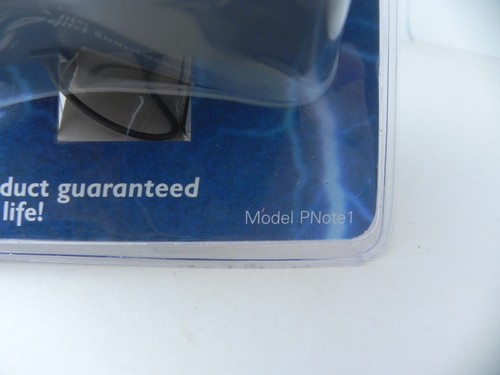 duct guaranteed
life!
Model PNote1